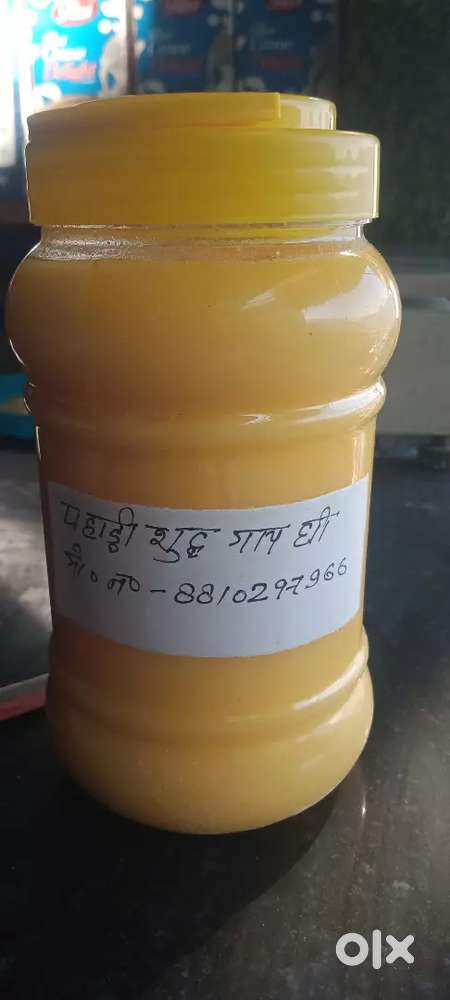 पहाड़ी शुद्ध गाय घी
मो० न० - 8810297966
olx